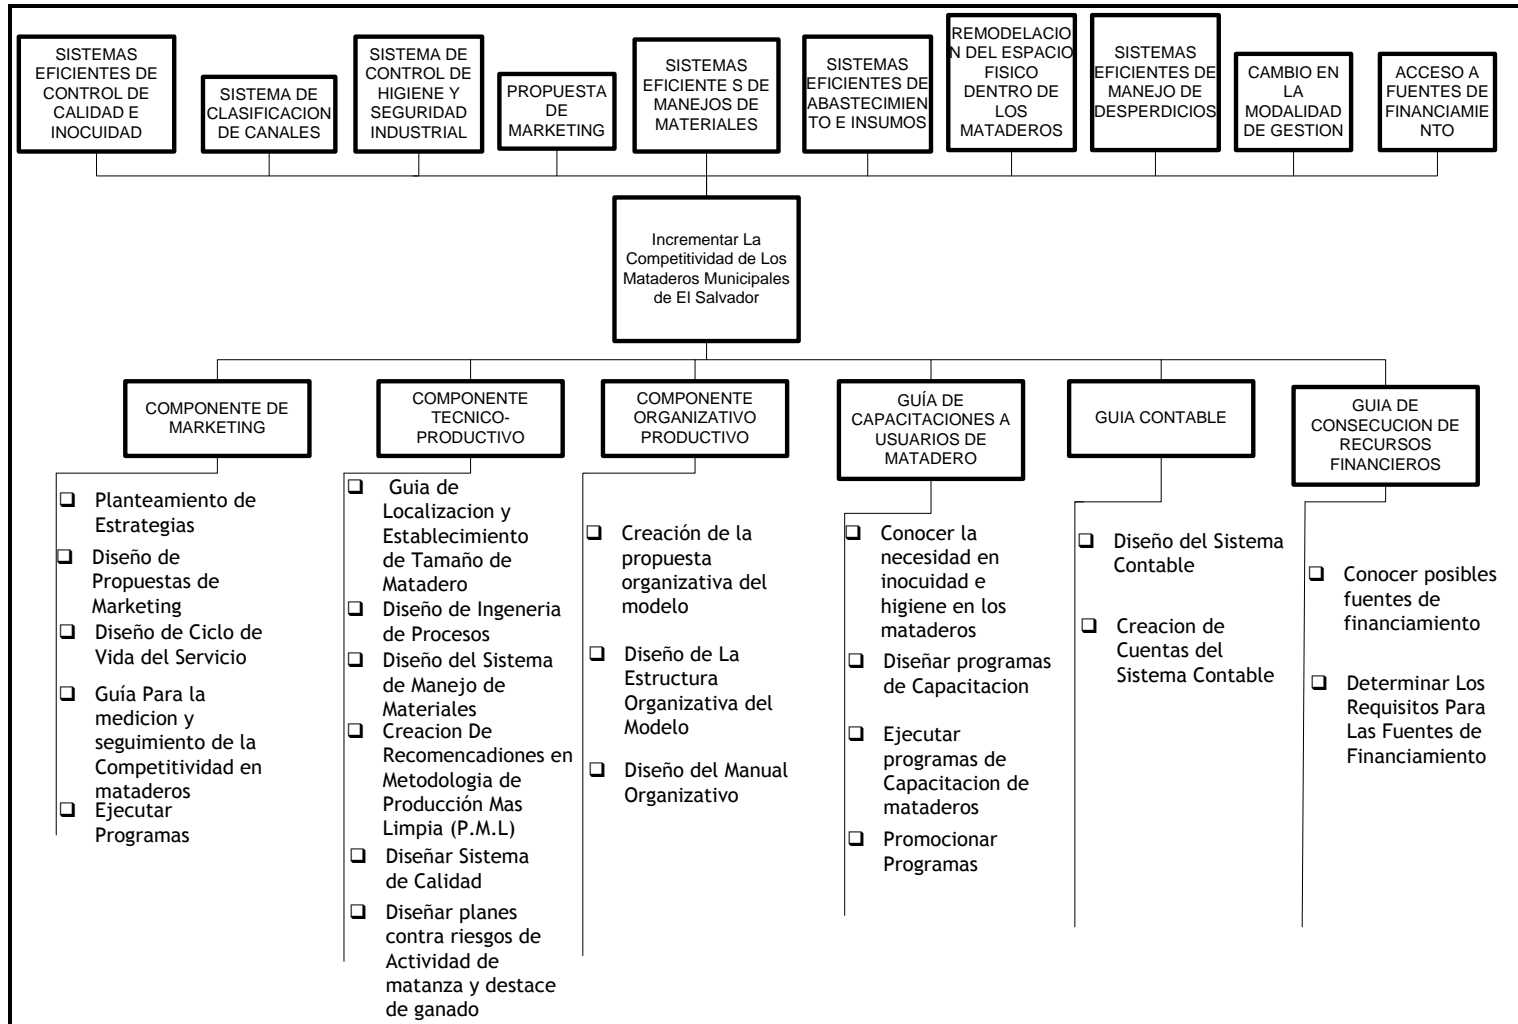 SISTEMAS
EFICIENTES DE
CONTROL DE
CALIDAD E
INOCUIDAD
SISTEMA DE
CLASIFICACION
DE CANALES
SISTEMA DE
CONTROL DE
HIGIENE Y
SEGURIDAD
INDUSTRIAL
PROPUESTA
DE
MARKETING
SISTEMAS
EFICIENTE S DE
MANEJOS DE
MATERIALES
SISTEMAS
EFICIENTES DE
ABASTECIMIEN
TO E INSUMOS
REMODELACIO
N DEL ESPACIO
FISICO
DENTRO DE
LOS
MATADEROS
SISTEMAS
EFICIENTES DE
MANEJO DE
DESPERDICIOS
CAMBIO EN
LA
MODALIDAD
DE GESTION
ACCESO A
FUENTES DE
FINANCIAMIE
NTO
Incrementar La
Competitividad de Los
Mataderos Municipales
de El Salvador
COMPONENTE DE
MARKETING
❑ Planteamiento de
Estrategias
❑ Diseño de
Propuestas de
Marketing
❑ Diseño de Ciclo de
Vida del Servicio
❑ Guía Para la
medicion y
seguimiento de la
Competitividad en
mataderos
❑ Ejecutar
Programas
COMPONENTE
TECNICO-
PRODUCTIVO
❑ Guia de
Localizacion y
Establecimiento
de Tamaño de
Matadero
❑ Diseño de Ingeneria
de Procesos
❑ Diseño del Sistema
de Manejo de
Materiales
❑ Creacion De
Recomencadiones en
Metodologia de
Producción Mas
Limpia (P.M.L)
❑ Diseñar Sistema
de Calidad
❑ Diseñar planes
contra riesgos de
Actividad de
matanza y destace
de ganado
COMPONENTE
ORGANIZATIVO
PRODUCTIVO
❑ Creación de la
propuesta
organizativa del
modelo
❑ Diseño de La
Estructura
Organizativa del
Modelo
❑ Diseño del Manual
Organizativo
GUÍA DE
CAPACITACIONES A
USUARIOS DE
MATADERO
❑ Conocer la
necesidad en
inocuidad e
higiene en los
mataderos
❑ Diseñar programas
de Capacitacion
❑ Ejecutar
programas de
Capacitacion de
mataderos
❑ Promocionar
Programas
GUIA CONTABLE
❑ Diseño del Sistema
Contable
❑ Creacion de
Cuentas del
Sistema Contable
GUIA DE
CONSECUCION DE
RECURSOS
FINANCIEROS
❑ Conocer posibles
fuentes de
financiamiento
❑ Determinar Los
Requisitos Para
Las Fuentes de
Financiamiento